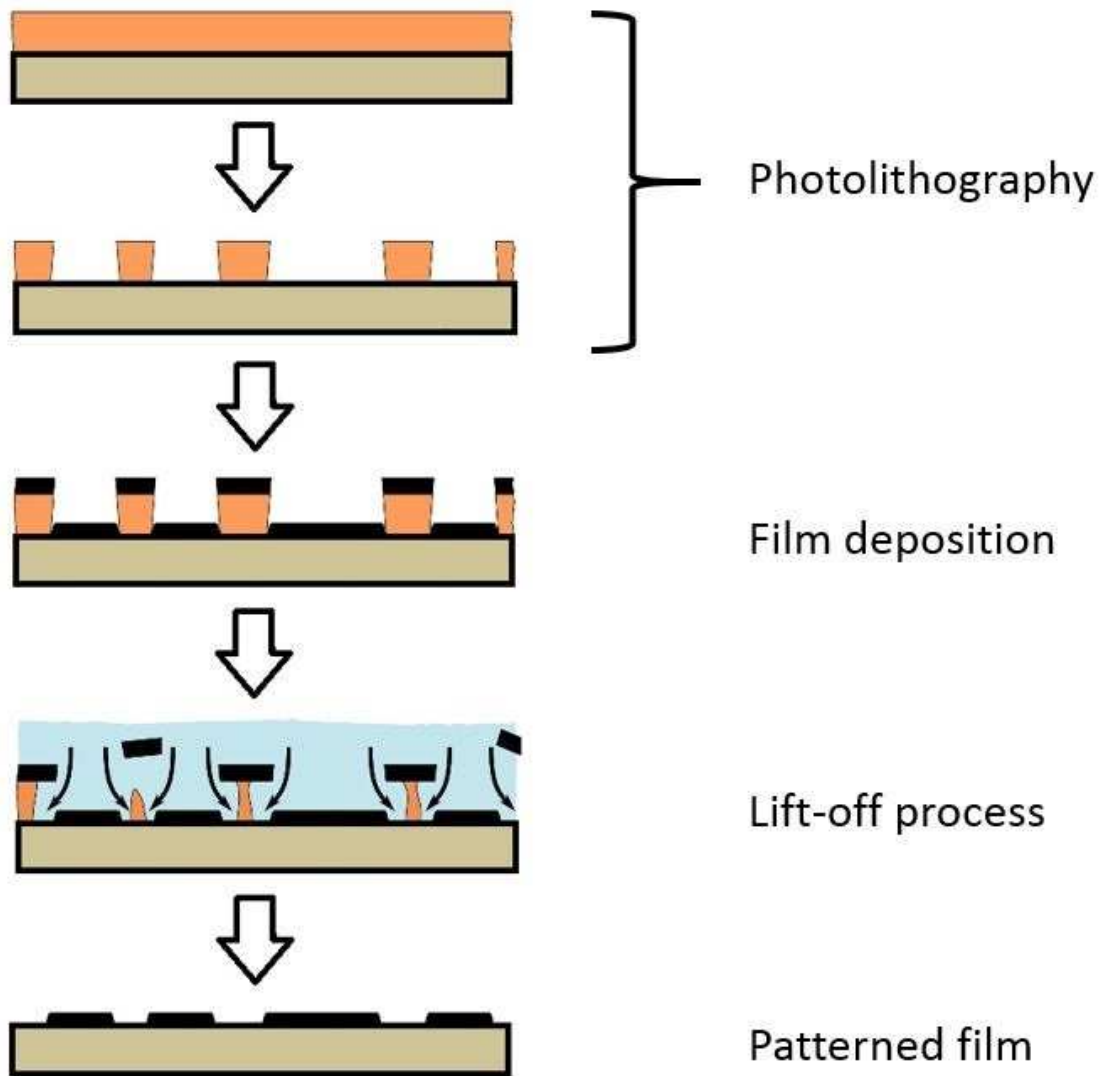 Photolithography
Film deposition
Lift-off process
Patterned film